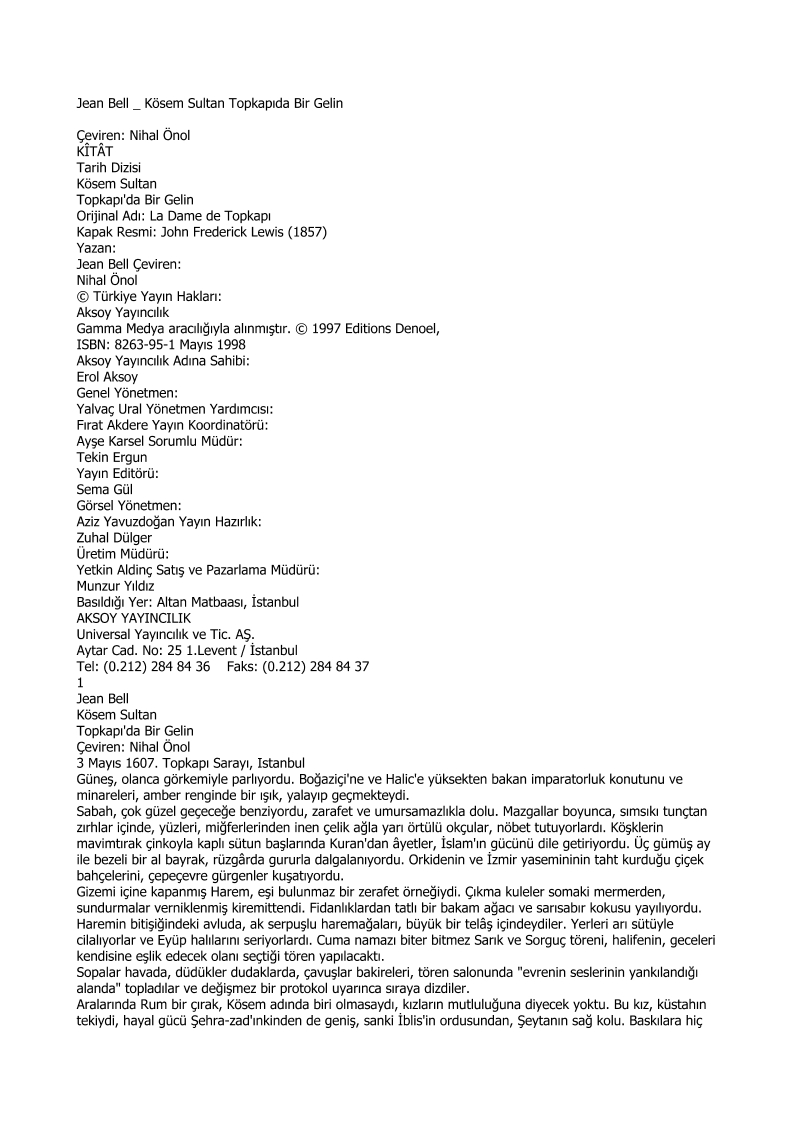 Jean Bell _ Kösem Sultan Topkapıda Bir Gelin
Çeviren: Nihal Önol
KÎTÂT
Tarih Dizisi
Kösem Sultan
Topkapı'da Bir Gelin
Orijinal Adı: La Dame de Topkapı
Kapak Resmi: John Frederick Lewis (1857)
Yazan:
Jean Bell Çeviren:
Nihal Önol
© Türkiye Yayın Hakları:
Aksoy Yayıncılık
Gamma Medya aracılığıyla alınmıştır. © 1997 Editions Denoel,
ISBN: 8263-95-1 Mayıs 1998
Aksoy Yayıncılık Adına Sahibi:
Erol Aksoy
Genel Yönetmen:
Yalvaç Ural Yönetmen Yardımcısı:
Fırat Akdere Yayın Koordinatörü:
Ayşe Karsel Sorumlu Müdür:
Tekin Ergun
Yayın Editörü:
Sema Gül
Görsel Yönetmen:
Aziz Yavuzdoğan Yayın Hazırlık:
Zuhal Dülger
Üretim Müdürü:
Yetkin Aldinç Satış ve Pazarlama Müdürü:
Munzur Yıldız
Basıldığı Yer: Altan Matbaası, İstanbul
AKSOY YAYINCILIK
Universal Yayıncılık ve Tic. AŞ.
Aytar Cad. No: 25 1.Levent / İstanbul
Tel: (0.212) 284 84 36    Faks: (0.212) 284 84 37
1
Jean Bell
Kösem Sultan
Topkapı'da Bir Gelin
Çeviren: Nihal Önol
3 Mayıs 1607. Topkapı Sarayı, Istanbul
Güneş, olanca görkemiyle parlıyordu. Boğaziçi'ne ve Halic'e yüksekten bakan imparatorluk konutunu ve
minareleri, amber renginde bir ışık, yalayıp geçmekteydi.
Sabah, çok güzel geçeceğe benziyordu, zarafet ve umursamazlıkla dolu. Mazgallar boyunca, sımsıkı tunçtan
zırhlar içinde, yüzleri, miğferlerinden inen çelik ağla yarı örtülü okçular, nöbet tutuyorlardı. Köşklerin
mavimtırak çinkoyla kaplı sütun başlarında Kuran'dan âyetler, İslam'ın gücünü dile getiriyordu. Üç gümüş ay
ile bezeli bir al bayrak, rüzgârda gururla dalgalanıyordu. Orkidenin ve İzmir yasemininin taht kurduğu çiçek
bahçelerini, çepeçevre gürgenler kuşatıyordu.
Gizemi içine kapanmış Harem, eşi bulunmaz bir zerafet örneğiydi. Çıkma kuleler somaki mermerden,
sundurmalar verniklenmiş kiremittendi. Fidanlıklardan tatlı bir bakam ağacı ve sarısabır kokusu yayılıyordu.
Haremin bitişiğindeki avluda, ak serpuşlu haremağaları, büyük bir telâş içindeydiler. Yerleri arı sütüyle
cilalıyorlar ve Eyüp halılarını seriyorlardı. Cuma namazı biter bitmez Sarık ve Sorguç töreni, halifenin, geceleri
kendisine eşlik edecek olanı seçtiği tören yapılacaktı.
Sopalar havada, düdükler dudaklarda, çavuşlar bakireleri, tören salonunda "evrenin seslerinin yankılandığı
alanda" topladılar ve değişmez bir protokol uyarınca sıraya dizdiler.
Aralarında Rum bir çırak, Kösem adında biri olmasaydı, kızların mutluluğuna diyecek yoktu. Bu kız, küstahın
tekiydi, hayal gücü Şehra-zad'ınkinden de geniş, sanki İblis'in ordusundan, Şeytanın sağ kolu. Baskılara hiç